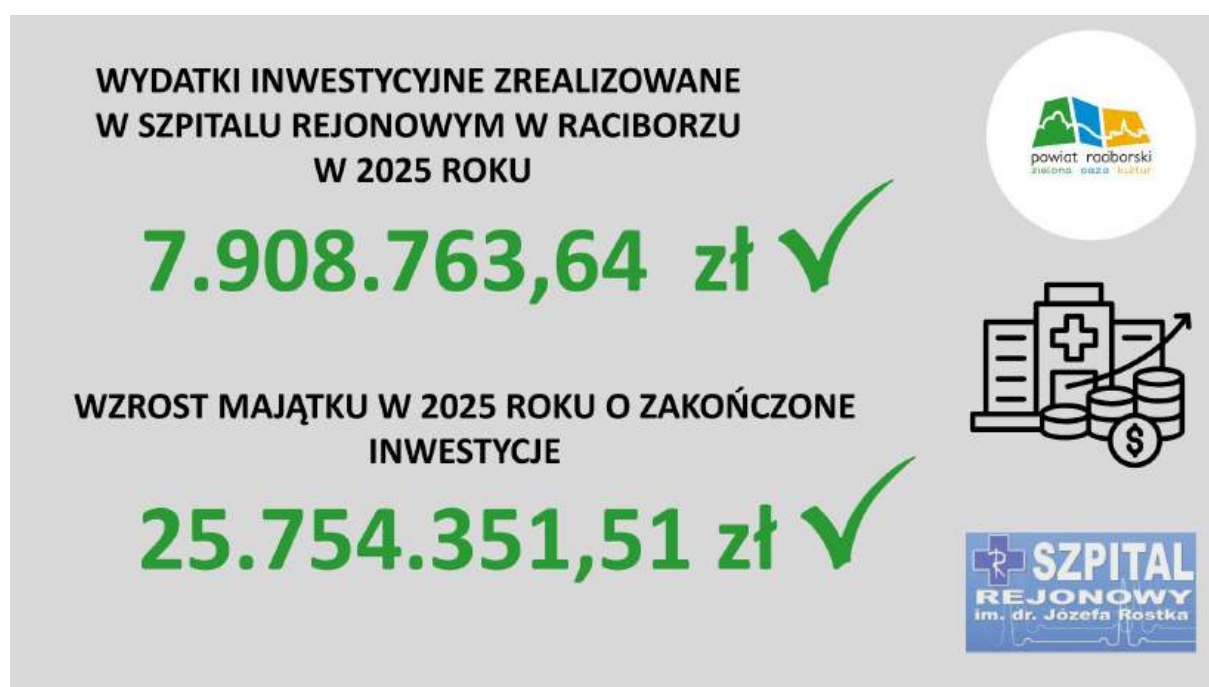 WYDATKI INWESTYCYJNE ZREALIZOWANE
W SZPITALU REJONOWYM W RACIBORZU
W 2025 ROKU
7.908.763,64 zł
WZROST MAJĄTKU W 2025 ROKU O ZAKOŃCZONE
INWESTYCJE
25.754.351,51 zł
powiat raciborski
zielona oaza kultur
$
SZPITAL
REJONOWY
im. dr. Józefa Rostka